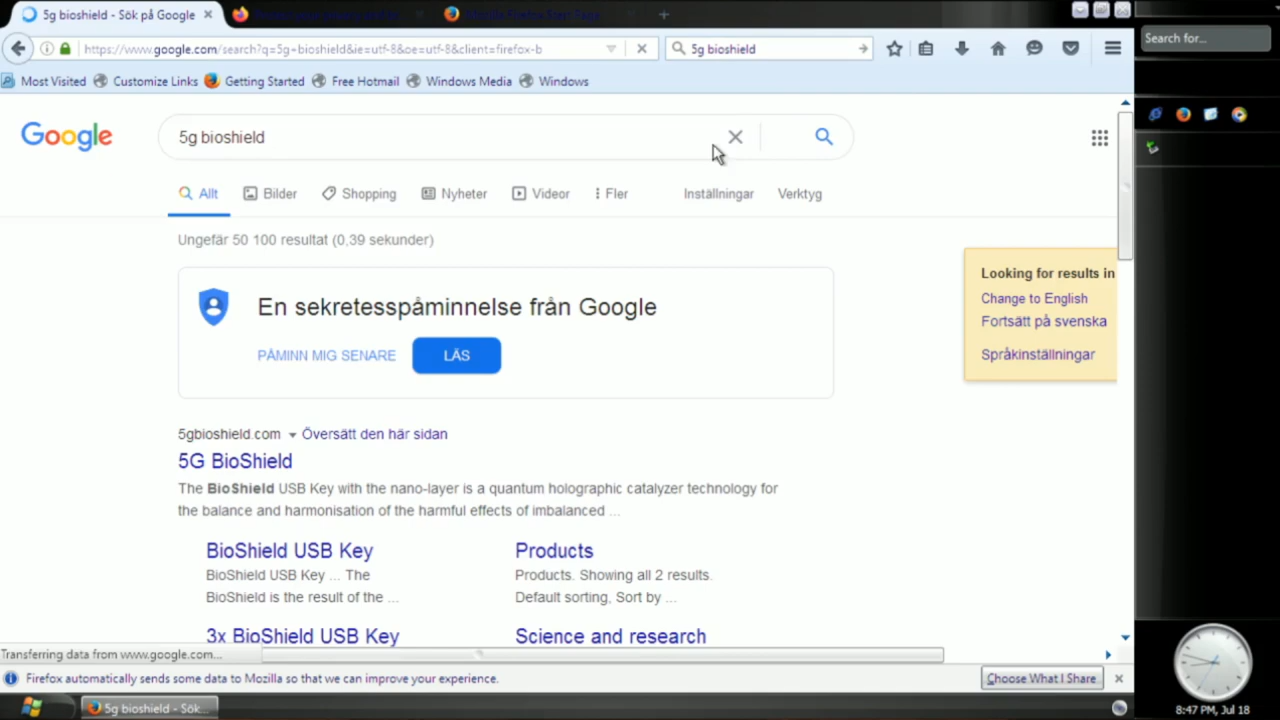 5g bioshield - Sök på Google
Mozilla Firefox Start Page
Search for...
https://www.google.com/search?q=5g+bioshield&ie=utf-8&oe=utf-8&client=firefox-b
5g bioshield
Most Visited
Customize Links
Getting Started
Free Hotmail
Windows Media
Windows
Google
5g bioshield
Allt
Bilder
Shopping
Nyheter
Videor
Fler
Inställningar
Verktyg
Ungefär 50 100 resultat (0,39 sekunder)
En sekretesspåminnelse från Google
PÅMINN MIG SENARE
LÄS
Looking for results in
Change to English
Fortsätt på svenska
Språkinställningar
5gbioshield.com
Översätt den här sidan
5G BioShield
The BioShield USB Key with the nano-layer is a quantum holographic catalyzer technology for
the balance and harmonisation of the harmful effects of imbalanced ...
BioShield USB Key
BioShield USB Key ... The
BioShield is the result of the ...
Products
Products. Showing all 2 results.
Default sorting, Sort by ...
3x BioShield USB Key
Science and research
Transferring data from www.google.com...
Firefox automatically sends some data to Mozilla so that we can improve your experience.
Choose What I Share
5g bioshield - Sök...
8:47 PM, Jul 18